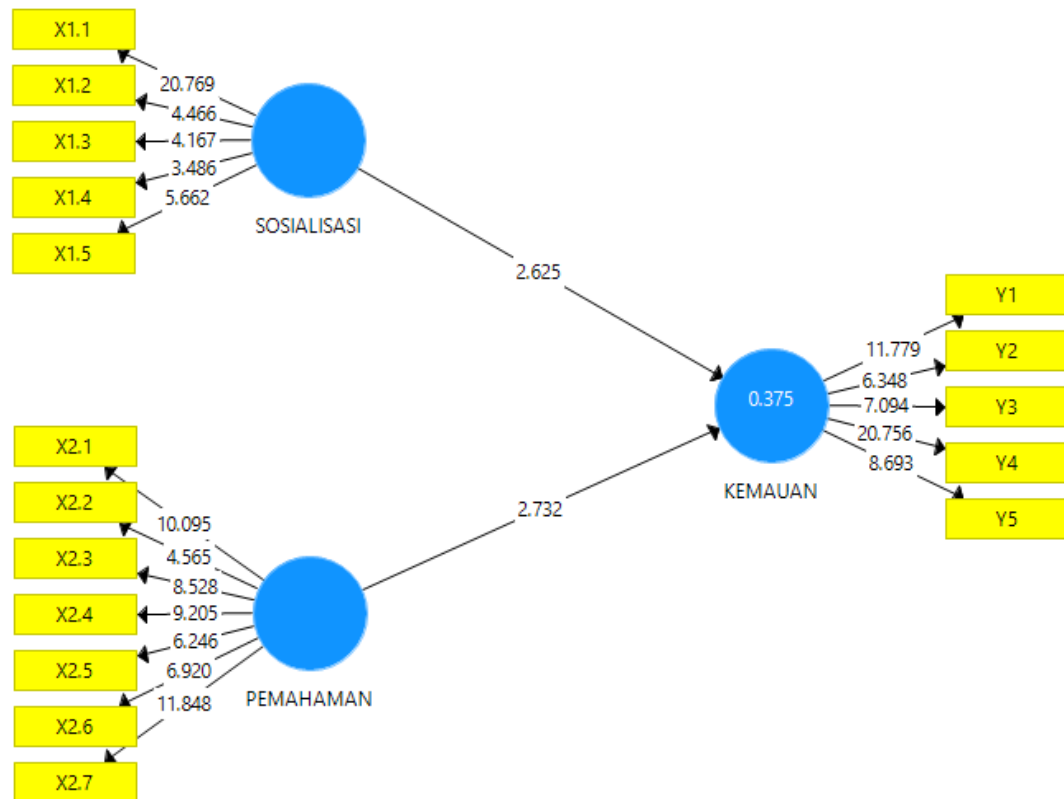 X1.1
X1.2
X1.3
X1.4
X1.5
20.769
4.466
4.167
3.486
5.662
SOSIALISASI
2.625
X2.1
X2.2
X2.3
X2.4
X2.5
X2.6
X2.7
10.095
4.565
8.528
9.205
6.246
6.920
11.848
PEMAHAMAN
2.732
0.375
KEMAUAN
11.779
6.348
7.094
20.756
8.693
Y1
Y2
Y3
Y4
Y5